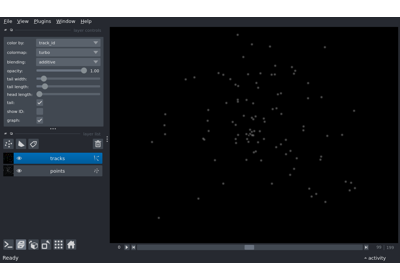 File View Plugins Window Help
color by: track_id
colormap: turbo
blending: additive
opacity: 1.00
tail width:
tail length:
head length:
tail:
show ID:
graph:
tracks
points
0
Ready
activity